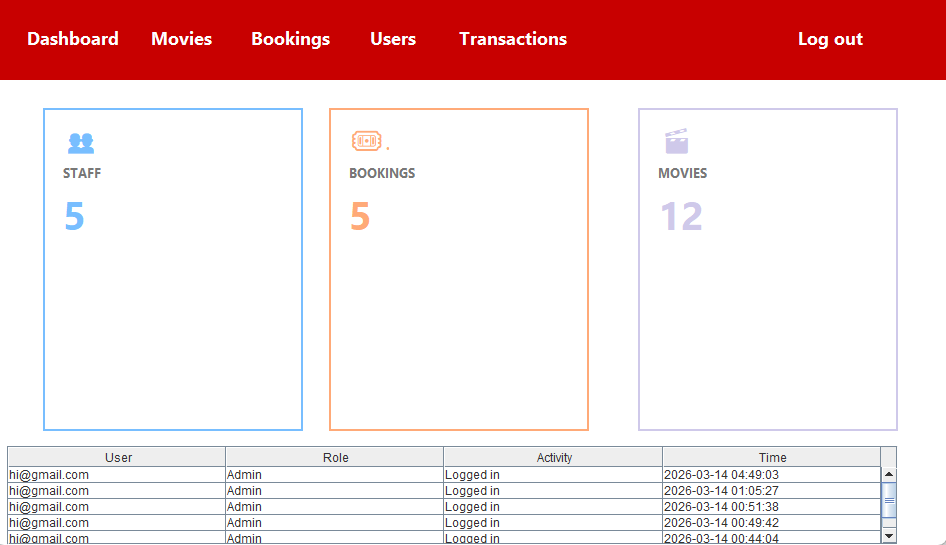 Dashboard Movies Bookings Users Transactions Log out
STAFF BOOKINGS MOVIES
5 5 12
User Role Activity Time
hi@gmail.com Admin Logged in 2026-03-14 04:49:03
hi@gmail.com Admin Logged in 2026-03-14 01:05:27
hi@gmail.com Admin Logged in 2026-03-14 00:51:38
hi@gmail.com Admin Logged in 2026-03-14 00:49:42
hi@gmail.com Admin Logged in 2026-03-14 00:44:04